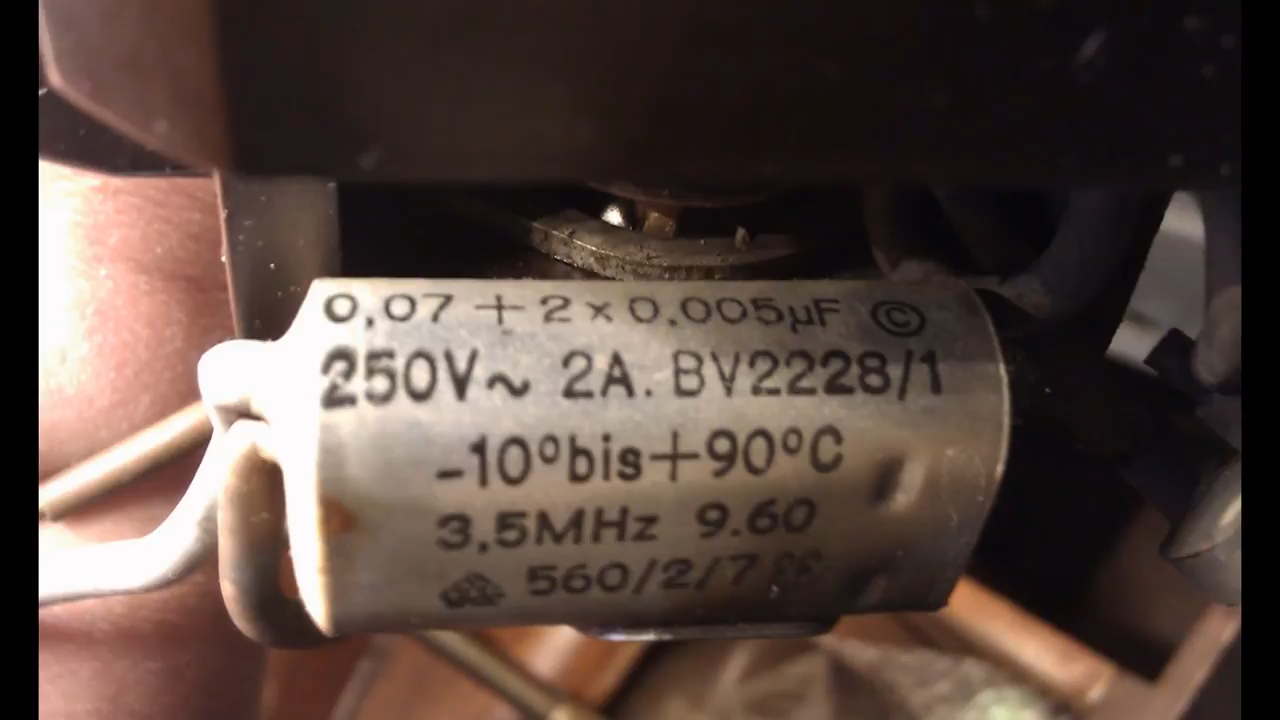 0,07 + 2 x 0,005µF ©
250V~ 2A. BV2228/1
-10°bis+90°C
3,5MHz 9.60
560/2/7